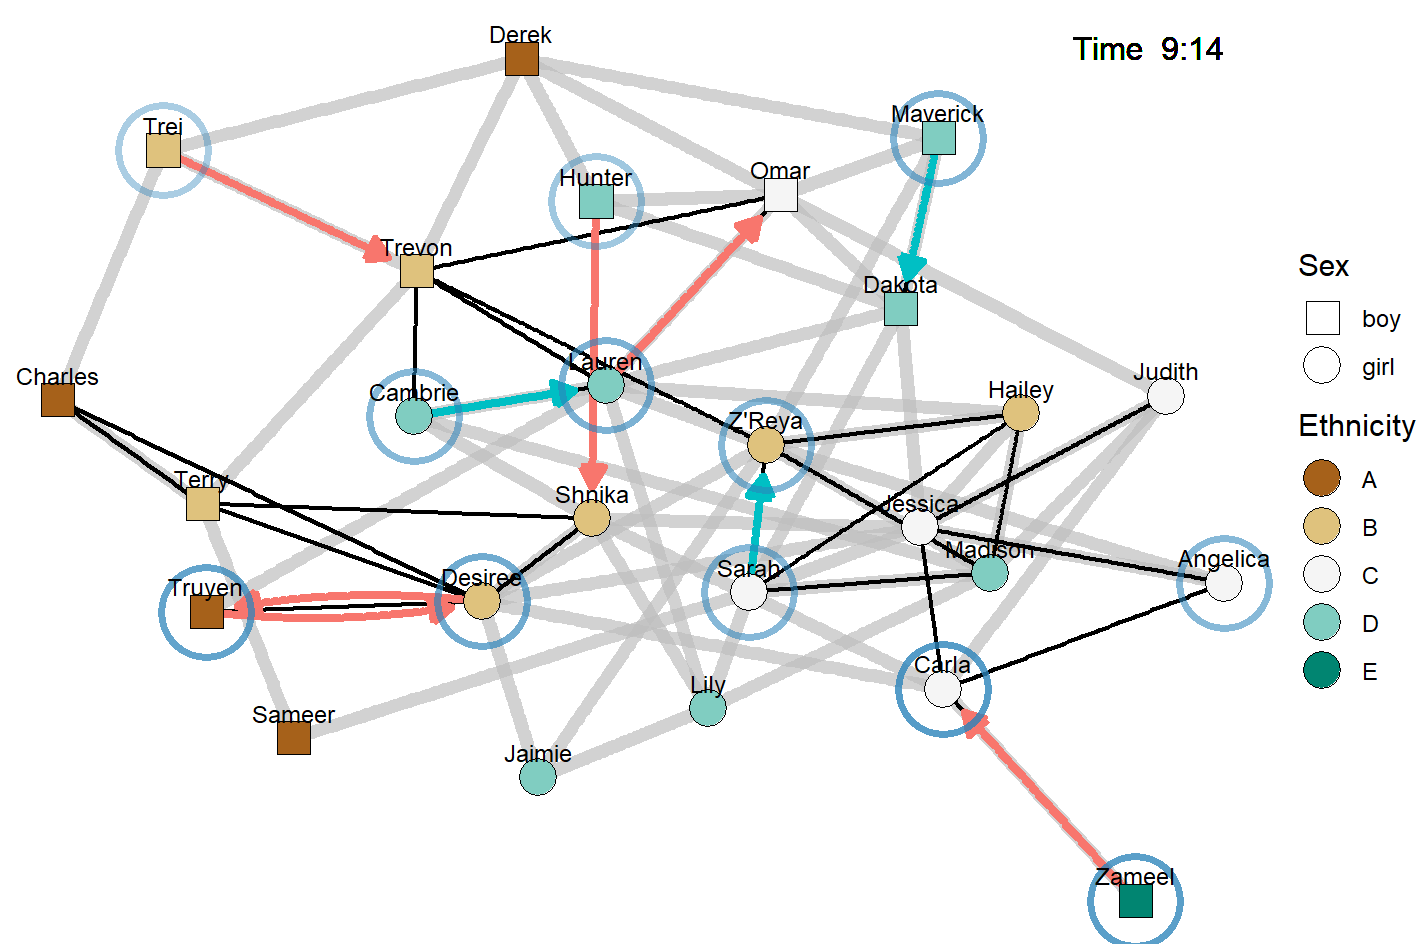 Derek
Time 9:14
Maverick
Trei
Omar
Hunter
Trevon
Dakota
Sex
boy
girl
Lauren
Judith
Charles
Cambrie
Hailey
Z'Reya
Ethnicity
A
B
C
D
E
Terry
Shnika
Jessica
Madison
Angelica
Sarah
Truyen
Desiree
Carla
Lily
Sameer
Jaimie
Zameel